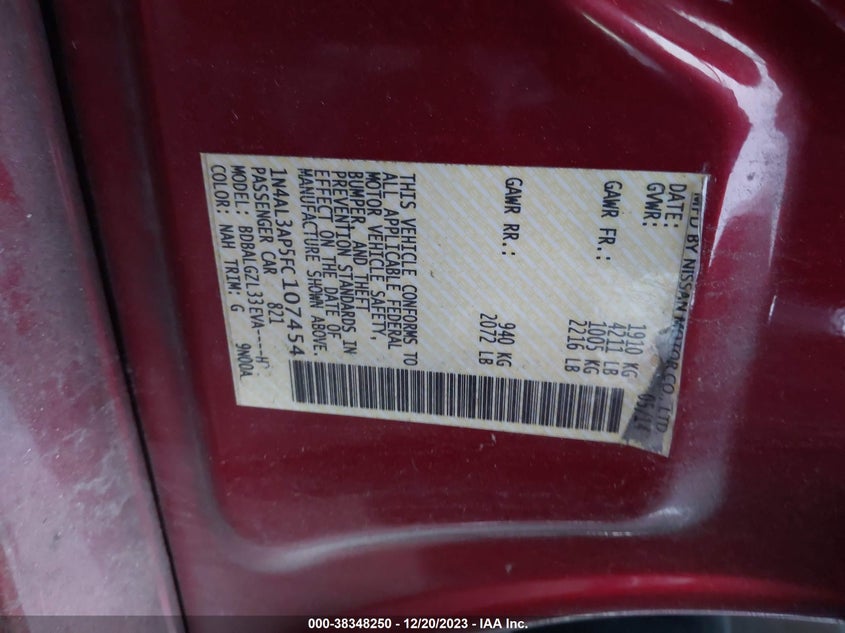 MFD BY NISSAN MOTOR CO., LTD
DATE: 05/14
GVWR: 1910 KG
4211 LB
GAWR FR.: 1005 KG
2216 LB
GAWR RR.: 940 KG
2072 LB
THIS VEHICLE CONFORMS TO
ALL APPLICABLE FEDERAL
MOTOR VEHICLE SAFETY,
BUMPER, AND THEFT
PREVENTION STANDARDS IN
EFFECT ON THE DATE OF
MANUFACTURE SHOWN ABOVE.
1N4AL3AP5FC107454
PASSENGER CAR 821
MODEL: BDBALGZL33EVA----H
COLOR: NAH TRIM: G 9N00A
000-38348250 - 12/20/2023 - IAA Inc.